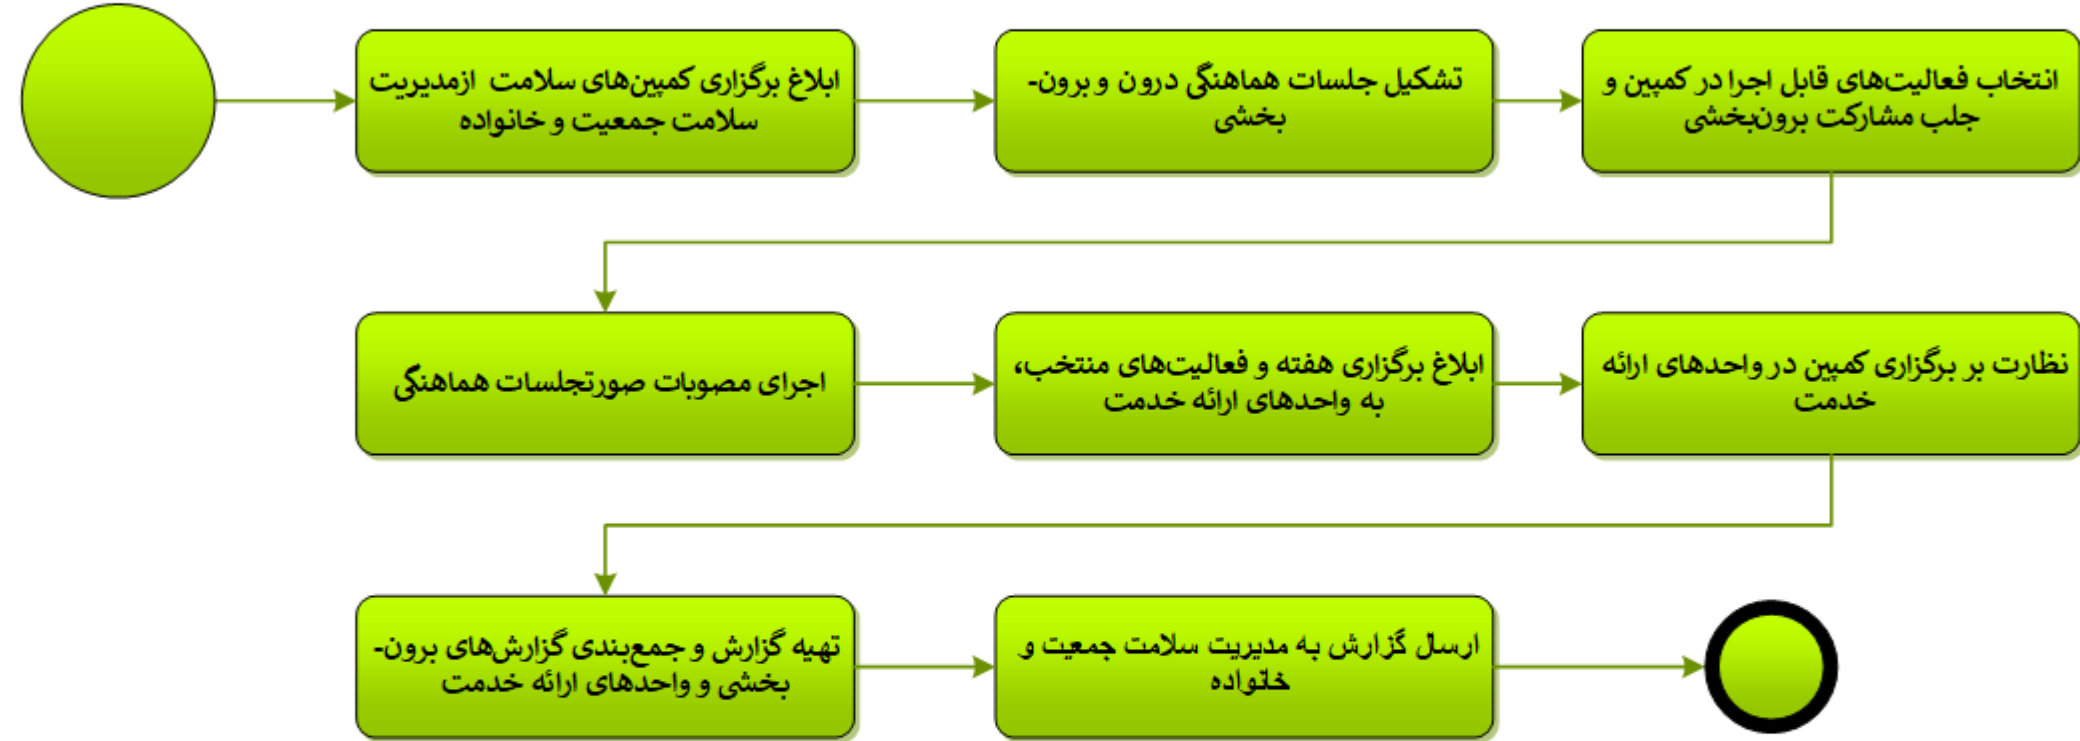 ابلاغ برگزاری کمپین‌های سلامت ازمدیریت
سلامت جمعیت و خانواده
تشکیل جلسات هماهنگی درون و برون-
بخشی
انتخاب فعالیت‌های قابل اجرا در کمپین و
جلب مشارکت برون‌بخشی
اجرای مصوبات صورتجلسات هماهنگی
ابلاغ برگزاری هفته و فعالیت‌های منتخب،
به واحدهای ارائه خدمت
نظارت بر برگزاری کمپین در واحدهای ارائه
خدمت
تهیه گزارش و جمع‌بندی گزارش‌های برون-
بخشی و واحدهای ارائه خدمت
ارسال گزارش به مدیریت سلامت جمعیت و
خانواده